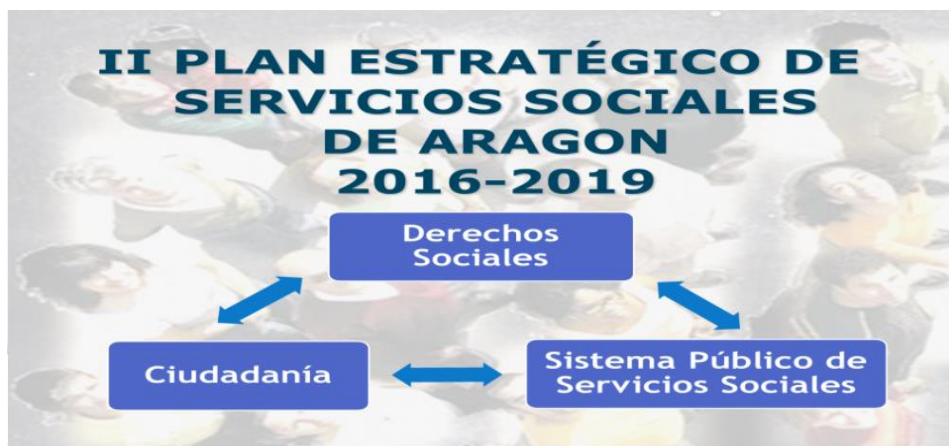 II PLAN ESTRATÉGICO DE
SERVICIOS SOCIALES
DE ARAGON
2016-2019
Derechos
Sociales
Ciudadanía
Sistema Público de
Servicios Sociales